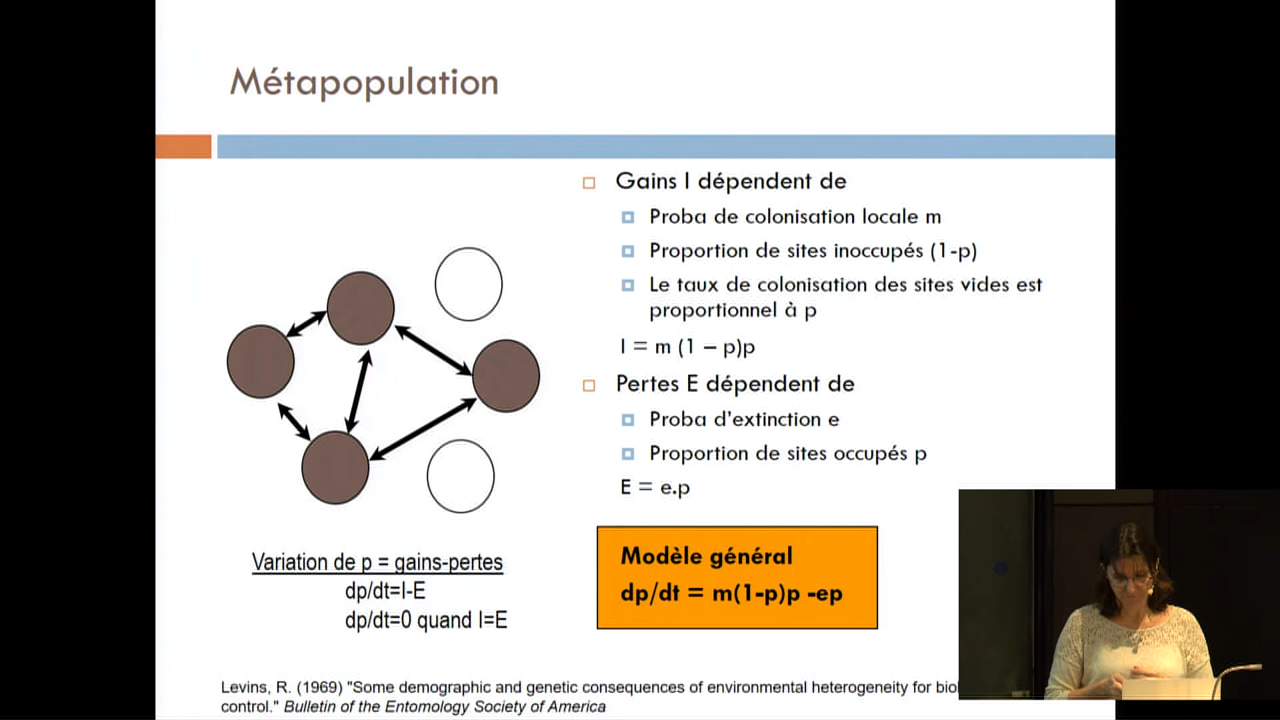 Métapopulation
Gains I dépendent de
Proba de colonisation locale m
Proportion de sites inoccupés (1-p)
Le taux de colonisation des sites vides est
proportionnel à p
I = m (1 – p)p
Pertes E dépendent de
Proba d’extinction e
Proportion de sites occupés p
E = e.p
Modèle général
dp/dt = m(1-p)p -ep
Variation de p = gains-pertes
dp/dt=I-E
dp/dt=0 quand I=E
Levins, R. (1969) "Some demographic and genetic consequences of environmental heterogeneity for
control." Bulletin of the Entomology Society of America